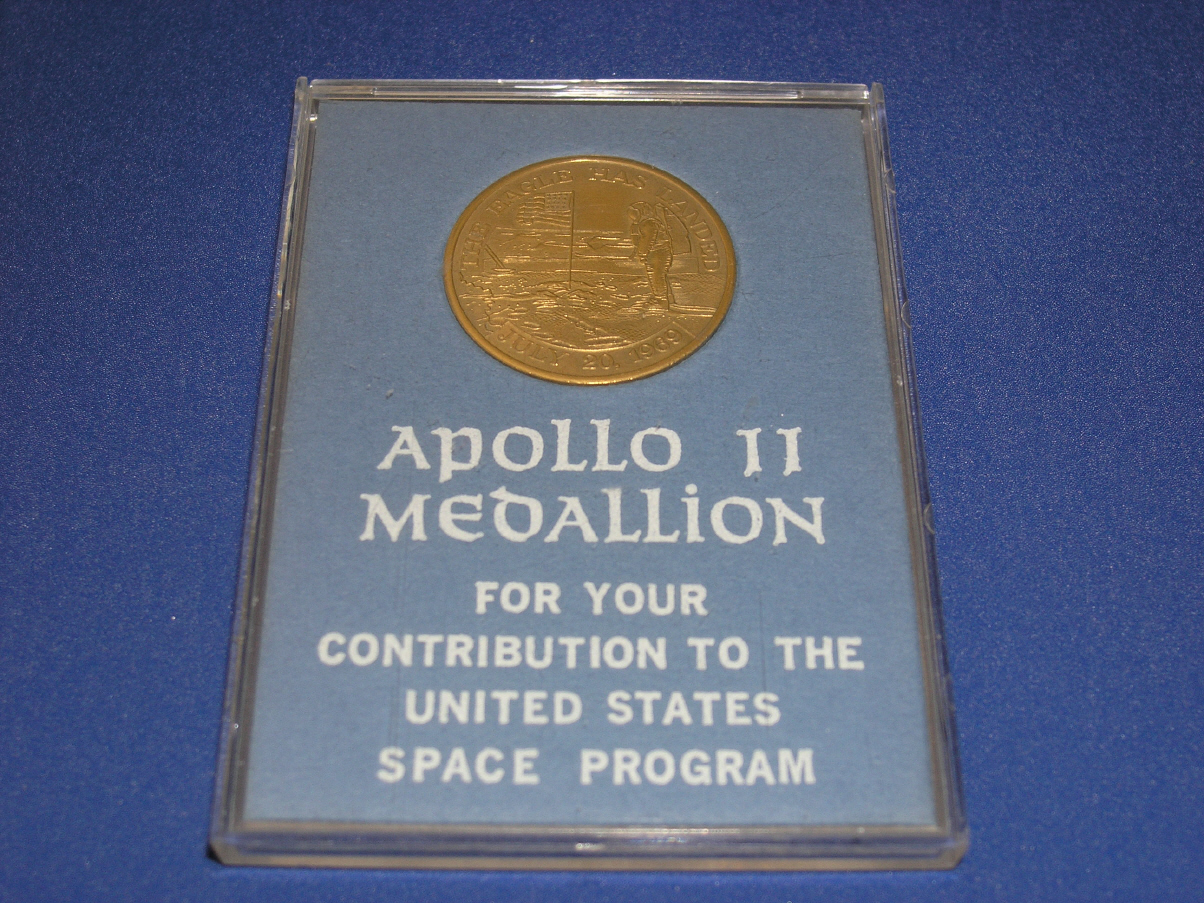 THE EAGLE HAS LANDED
JULY 20, 1969
APOLLO 11
MEDALLION
FOR YOUR
CONTRIBUTION TO THE
UNITED STATES
SPACE PROGRAM